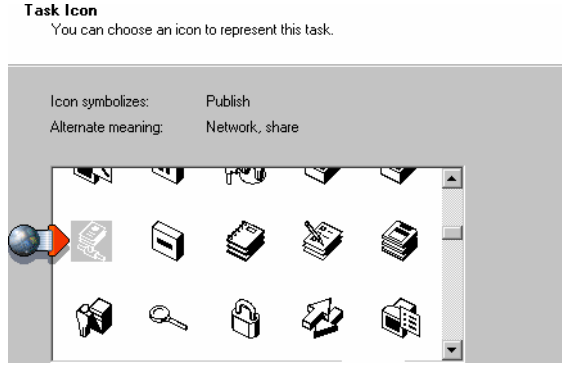 Task Icon
You can choose an icon to represent this task.
Icon symbolizes: Publish
Alternate meaning: Network, share